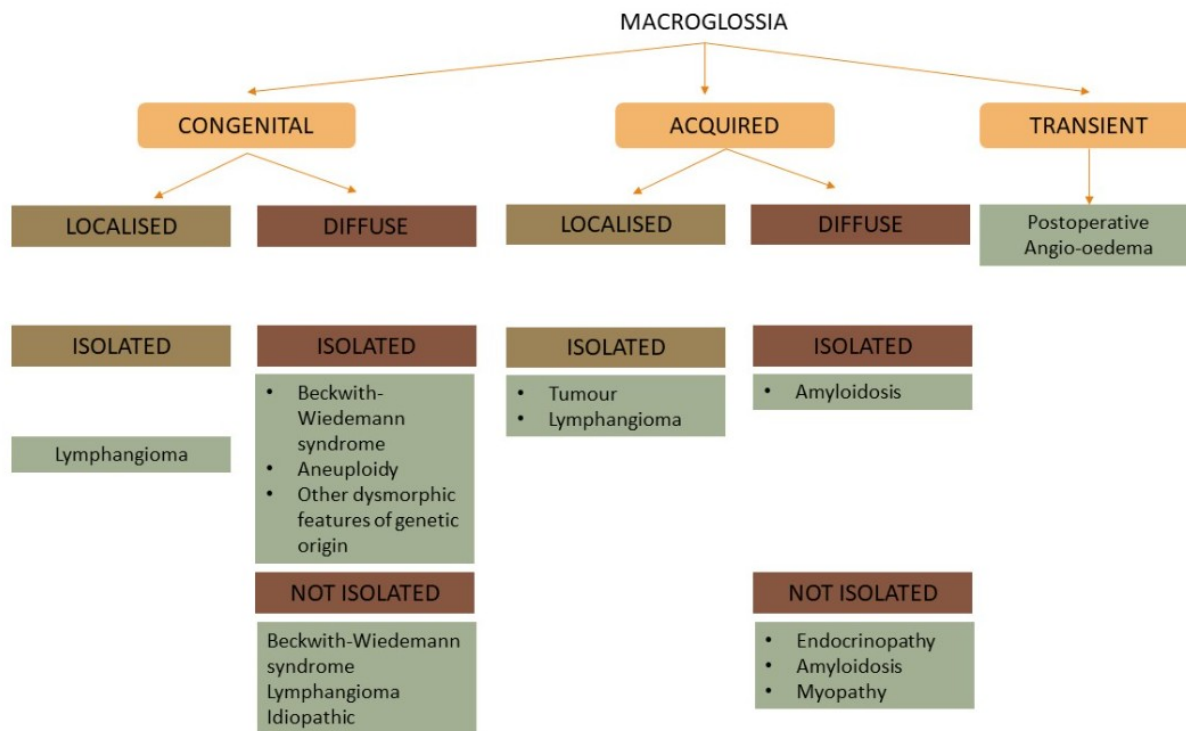 MACROGLOSSIA
CONGENITAL
ACQUIRED
TRANSIENT
LOCALISED
DIFFUSE
LOCALISED
DIFFUSE
Postoperative
Angio-oedema
ISOLATED
ISOLATED
ISOLATED
ISOLATED
Lymphangioma
• Beckwith-
Wiedemann
syndrome
• Aneuploidy
• Other dysmorphic
features of genetic
origin
• Tumour
• Lymphangioma
• Amyloidosis
NOT ISOLATED
NOT ISOLATED
Beckwith-Wiedemann
syndrome
Lymphangioma
Idiopathic
• Endocrinopathy
• Amyloidosis
• Myopathy